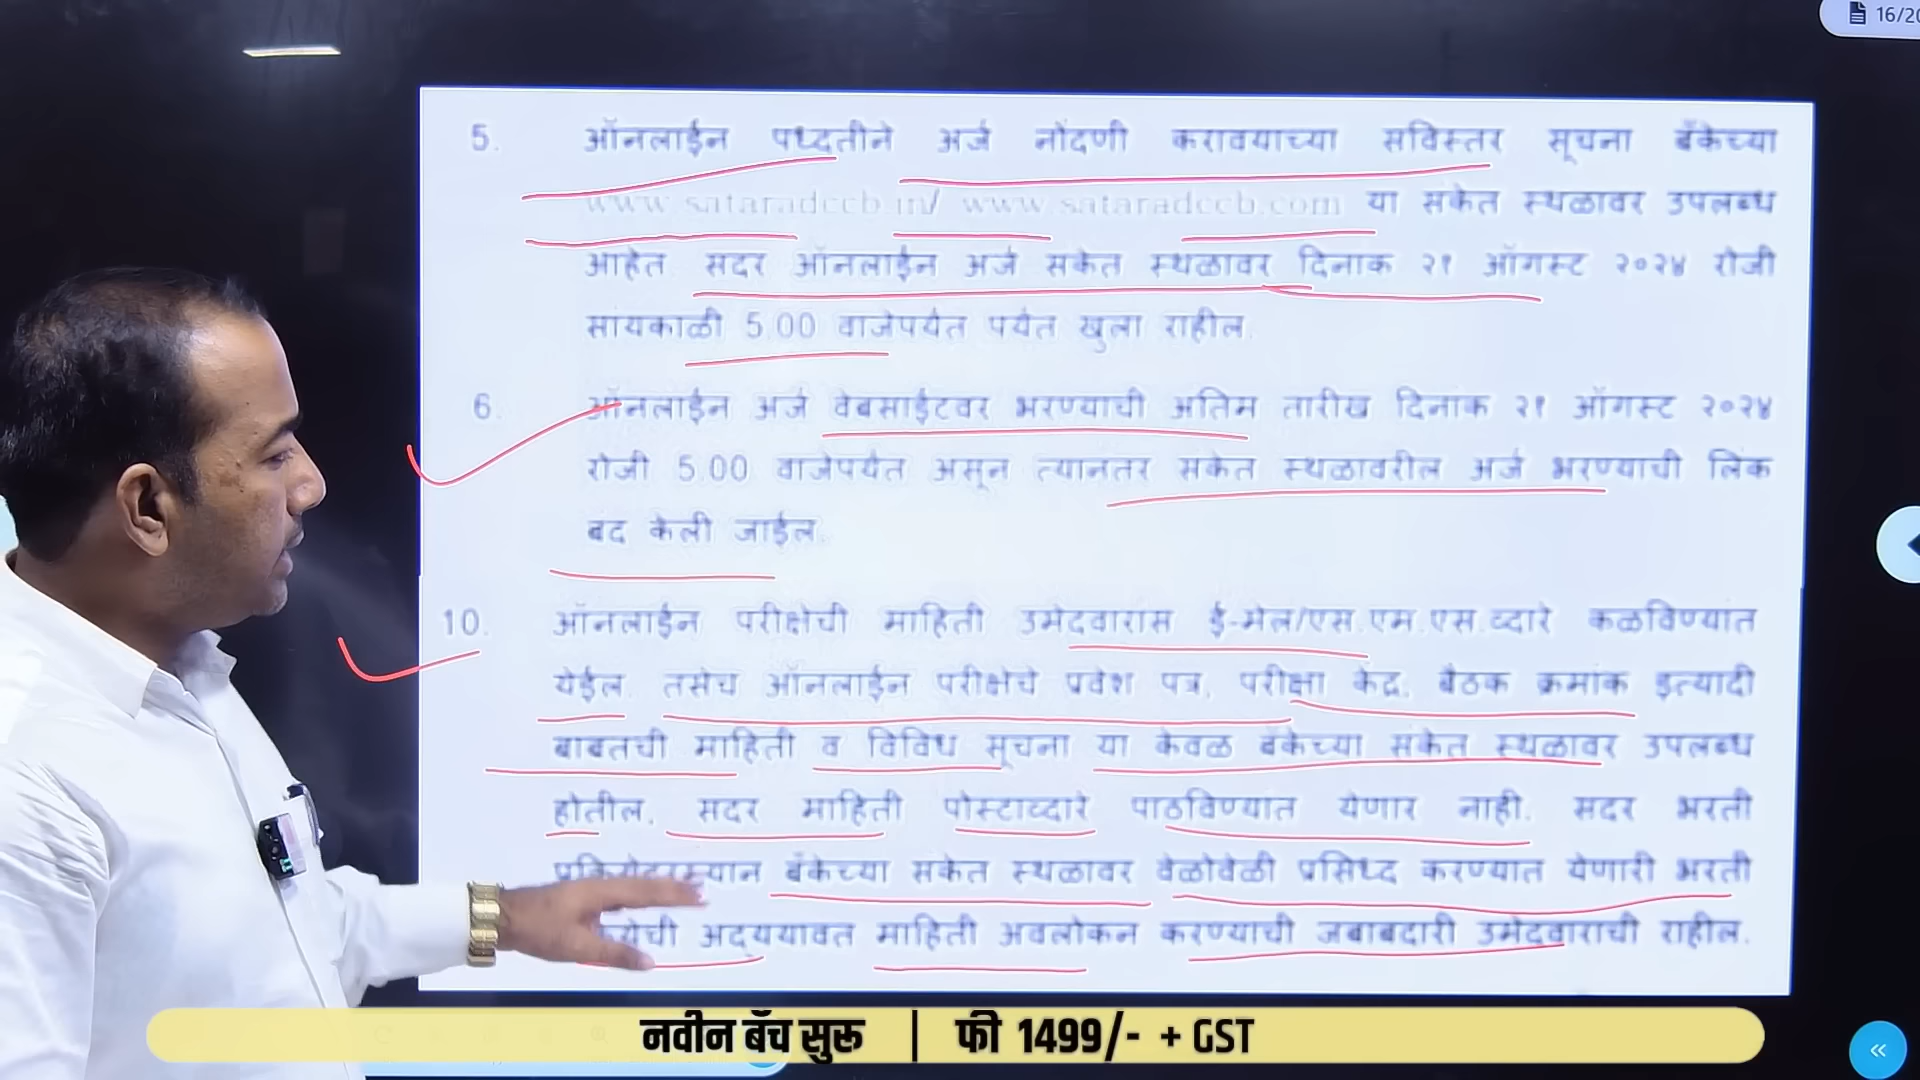 16/20
5. ऑनलाईन पध्दतीने अर्ज नोंदणी करावयाच्या सविस्तर सूचना बँकेच्या
www.sataradccb.in/ www.sataradccb.com या संकेत स्थळावर उपलब्ध
आहेत. सदर ऑनलाईन अर्ज संकेत स्थळावर दिनांक २१ ऑगस्ट २०२४ रोजी
सांयकाळी 5.00 वाजेपर्यंत पर्यंत खुला राहील.
6. ऑनलाईन अर्ज वेबसाईटवर भरण्याची अंतिम तारीख दिनांक २१ ऑगस्ट २०२४
रोजी 5.00 वाजेपर्यंत असून त्यानंतर संकेत स्थळावरील अर्ज भरण्याची लिंक
बंद केली जाईल.
10. ऑनलाईन परीक्षेची माहिती उमेदवारास ई-मेल/एस.एम.एस.व्दारे कळविण्यात
येईल. तसेच ऑनलाईन परीक्षेचे प्रवेश पत्र, परीक्षा केंद्र, बैठक क्रमांक इत्यादी
बाबतची माहिती व विविध सूचना या केवळ बँकेच्या संकेत स्थळावर उपलब्ध
होतील. सदर माहिती पोस्टाव्दारे पाठविण्यात येणार नाही. सदर भरती
बँकेच्या संकेत स्थळावर वेळोवेळी प्रसिध्द करण्यात येणारी भरती
अद्ययावत माहिती अवलोकन करण्याची जबाबदारी उमेदवाराची राहील.
नवीन बॅच सुरू | फी 1499/- + GST